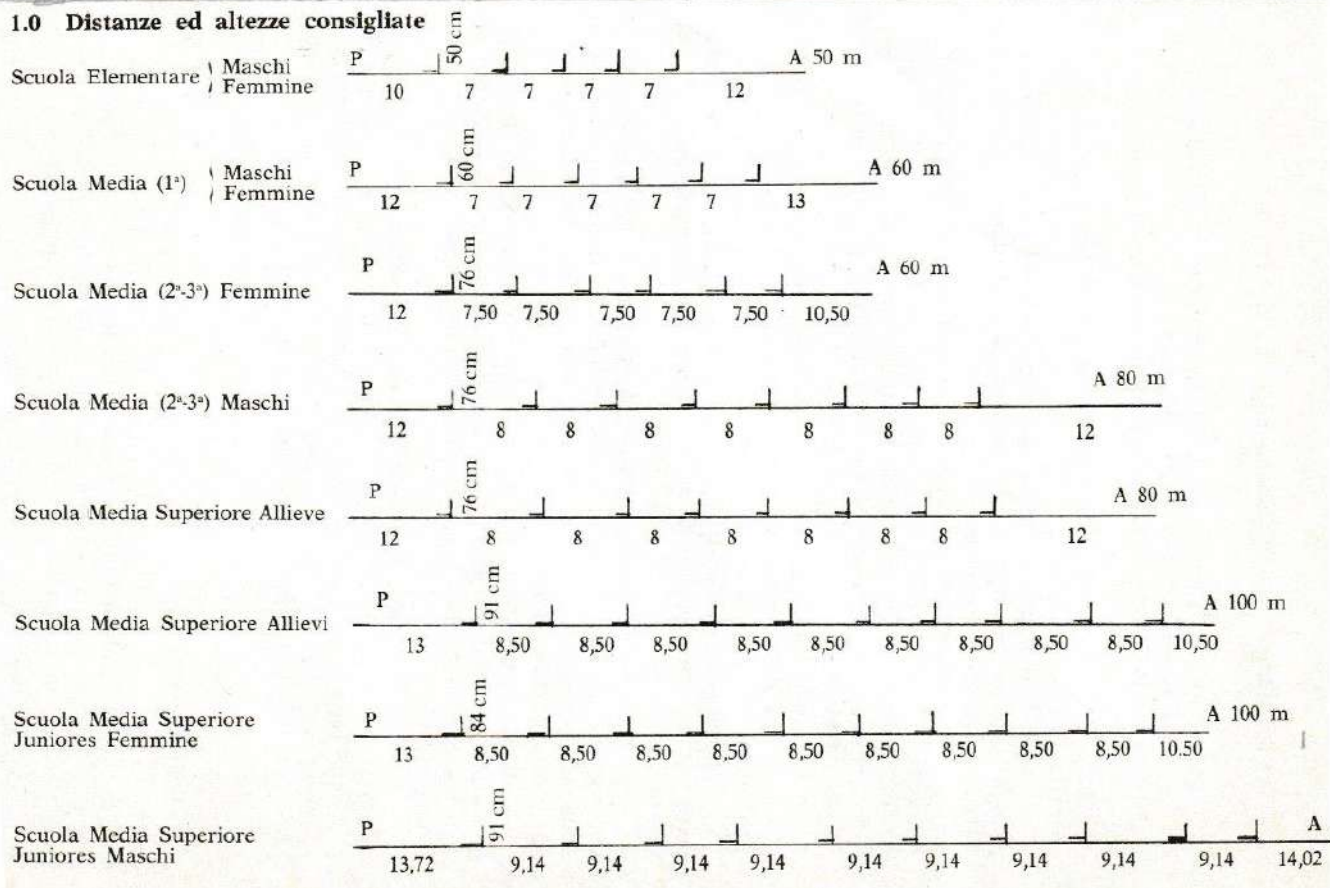 1.0 Distanze ed altezze consigliate
Scuola Elementare Maschi
Femmine
P 50 cm A 50 m
10 7 7 7 7 12
Scuola Media (1ª) Maschi
Femmine
P 60 cm A 60 m
12 7 7 7 7 7 13
Scuola Media (2ª-3ª) Femmine
P 76 cm A 60 m
12 7,50 7,50 7,50 7,50 7,50 10,50
Scuola Media (2ª-3ª) Maschi
P 76 cm A 80 m
12 8 8 8 8 8 8 8 12
Scuola Media Superiore Allieve
P 76 cm A 80 m
12 8 8 8 8 8 8 8 12
Scuola Media Superiore Allievi
P 91 cm A 100 m
13 8,50 8,50 8,50 8,50 8,50 8,50 8,50 8,50 8,50 10,50
Scuola Media Superiore
Juniores Femmine
P 84 cm A 100 m
13 8,50 8,50 8,50 8,50 8,50 8,50 8,50 8,50 8,50 10.50
Scuola Media Superiore
Juniores Maschi
P 91 cm A
13,72 9,14 9,14 9,14 9,14 9,14 9,14 9,14 9,14 9,14 14,02